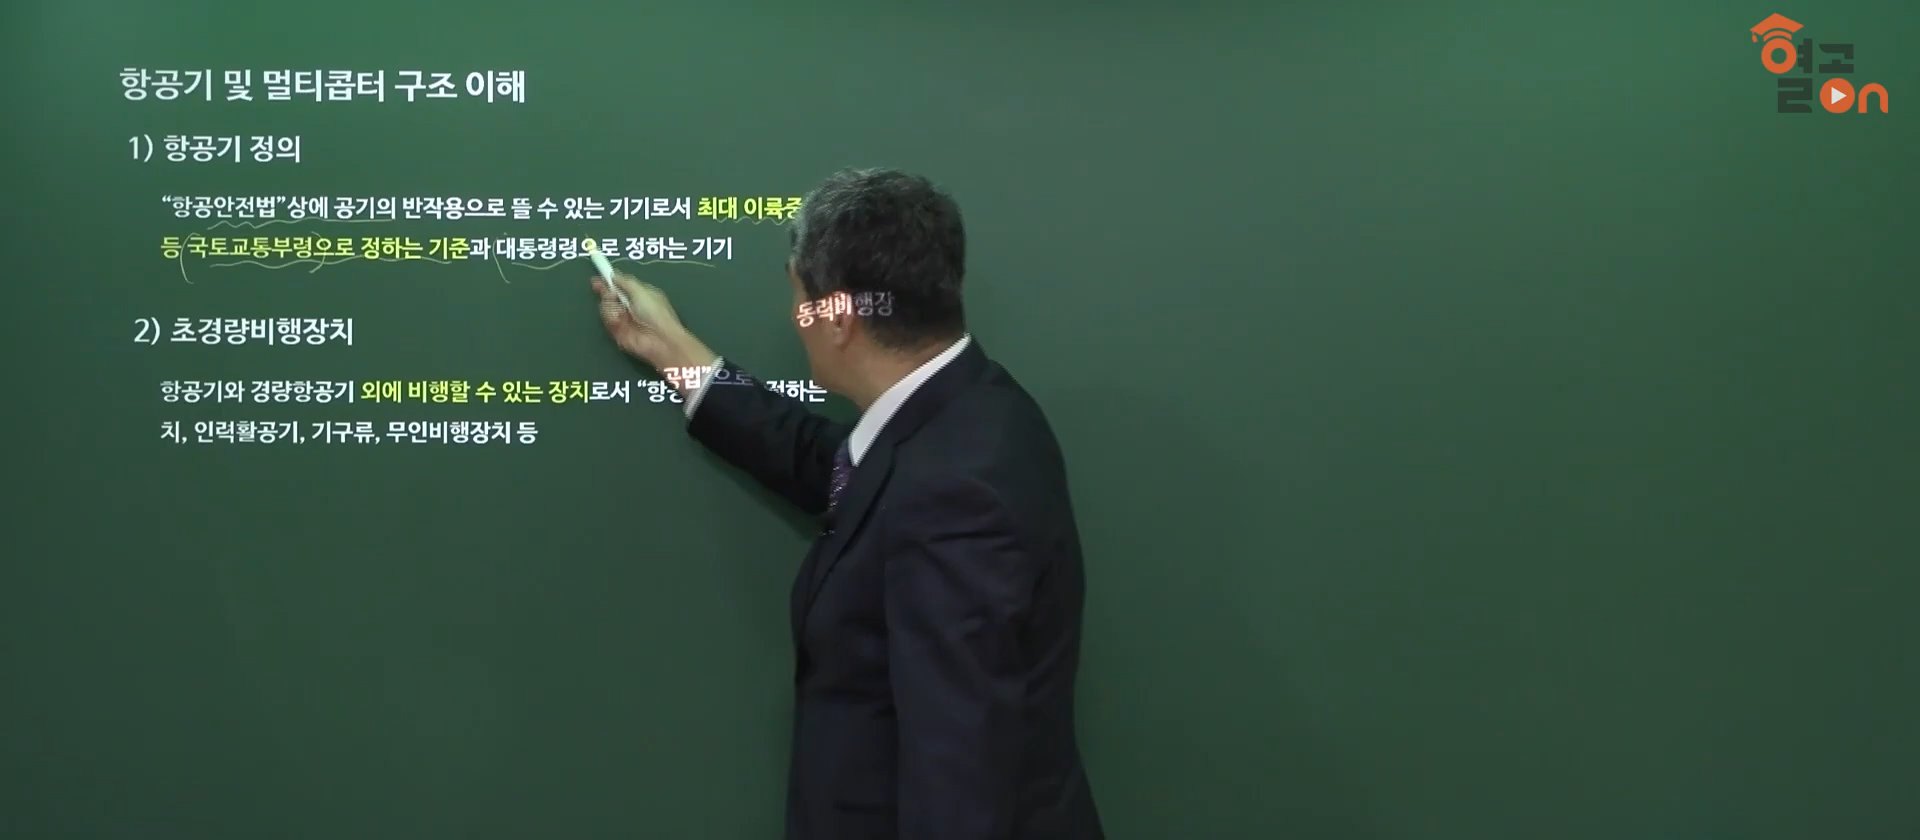 항공기 및 멀티콥터 구조 이해
1) 항공기 정의
“항공안전법”상에 공기의 반작용으로 뜰 수 있는 기기로서 최대 이륙중
등 국토교통부령으로 정하는 기준과 대통령령으로 정하는 기기
2) 초경량비행장치
동력비행장
항공기와 경량항공기 외에 비행할 수 있는 장치로서 “항공법”으로 정하는
치, 인력활공기, 기구류, 무인비행장치 등
열공on